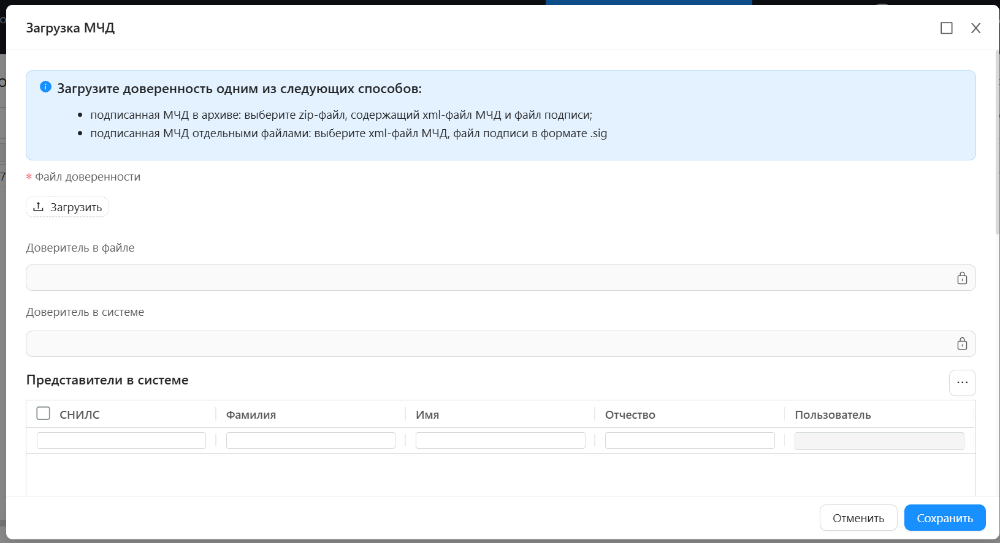 Загрузка МЧД
Загрузите доверенность одним из следующих способов:
подписанная МЧД в архиве: выберите zip-файл, содержащий xml-файл МЧД и файл подписи;
подписанная МЧД отдельными файлами: выберите xml-файл МЧД, файл подписи в формате .sig
* Файл доверенности
Загрузить
Доверитель в файле
Доверитель в системе
Представители в системе
СНИЛС Фамилия Имя Отчество Пользователь
Отменить Сохранить